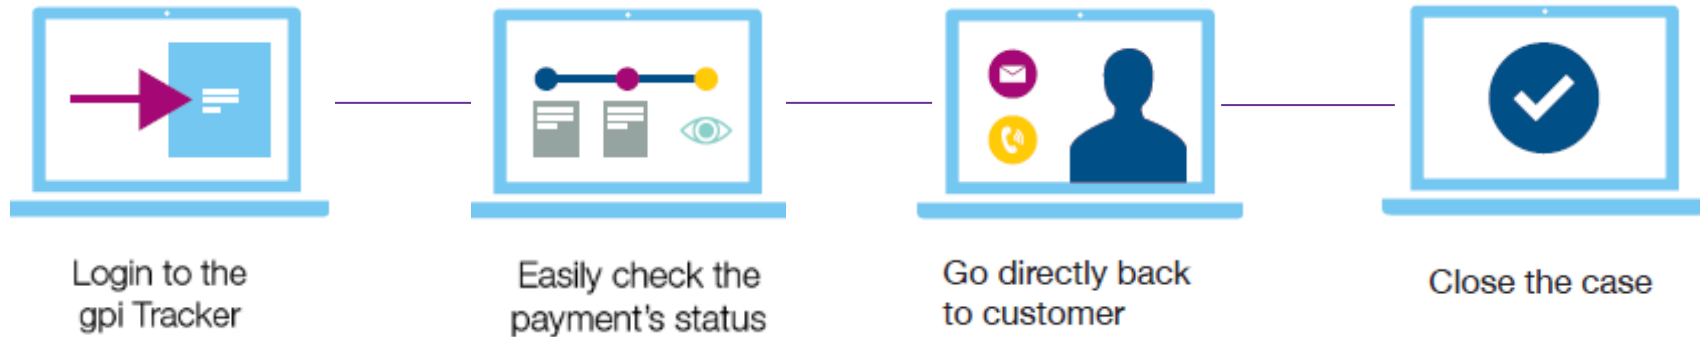 Login to the
gpi Tracker
Easily check the
payment's status
Go directly back
to customer
Close the case